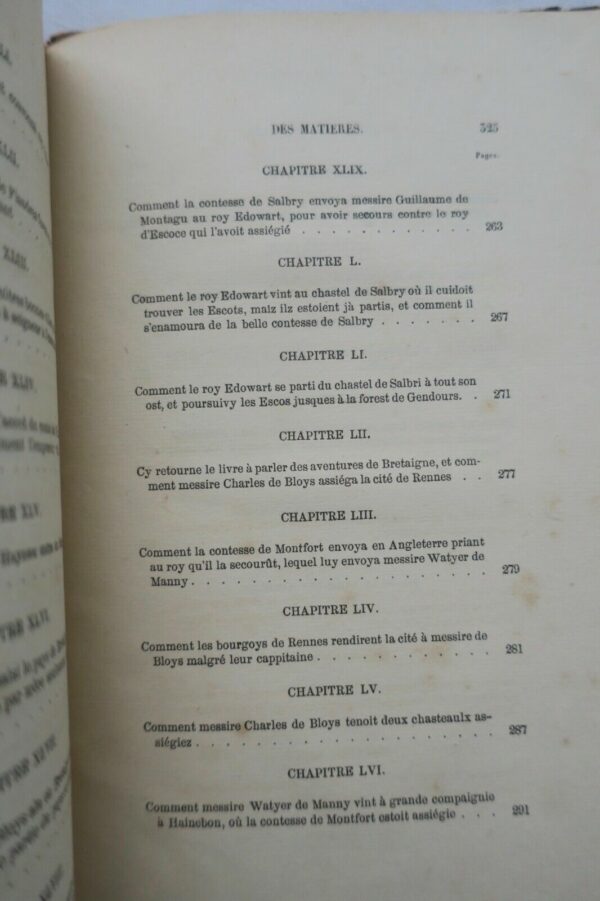 DES MATIERES. 325
Pages.
CHAPITRE XLIX.
Comment la contesse de Salbry envoya messire Guillaume de
Montagu au roy Edowart, pour avoir secours contre le roy
d'Escoce qui l'avoit assiégié . . . . . . . . . . . 263
CHAPITRE L.
Comment le roy Edowart vint au chastel de Salbry où il cuidoit
trouver les Escots, maiz ilz estoient jà partis, et comment il
s'enamoura de la belle contesse de Salbry . . . . . . . 267
CHAPITRE LI.
Comment le roy Edowart se parti du chastel de Salbri à tout son
ost, et poursuivy les Escos jusques à la forest de Gendours. . 271
CHAPITRE LII.
Cy retourne le livre à parler des aventures de Bretaigne, et com-
ment messire Charles de Bloys assiéga la cité de Rennes . . 277
CHAPITRE LIII.
Comment la contesse de Montfort envoya en Angleterre priant
au roy qu'il la secourût, lequel luy envoya messire Watyer de
Manny. . . . . . . . . . . . . . . . . 279
CHAPITRE LIV.
Comment les bourgoys de Rennes rendirent la cité à messire de
Bloys malgré leur cappitaine . . . . . . . . . . 281
CHAPITRE LV.
Comment messire Charles de Bloys tenoit deux chasteaulx as-
siégiez . . . . . . . . . . . . . . . . 287
CHAPITRE LVI.
Comment messire Watyer de Manny vint à grande compaignie
à Hainebon, où la contesse de Montfort estoit assiégie . . . 291